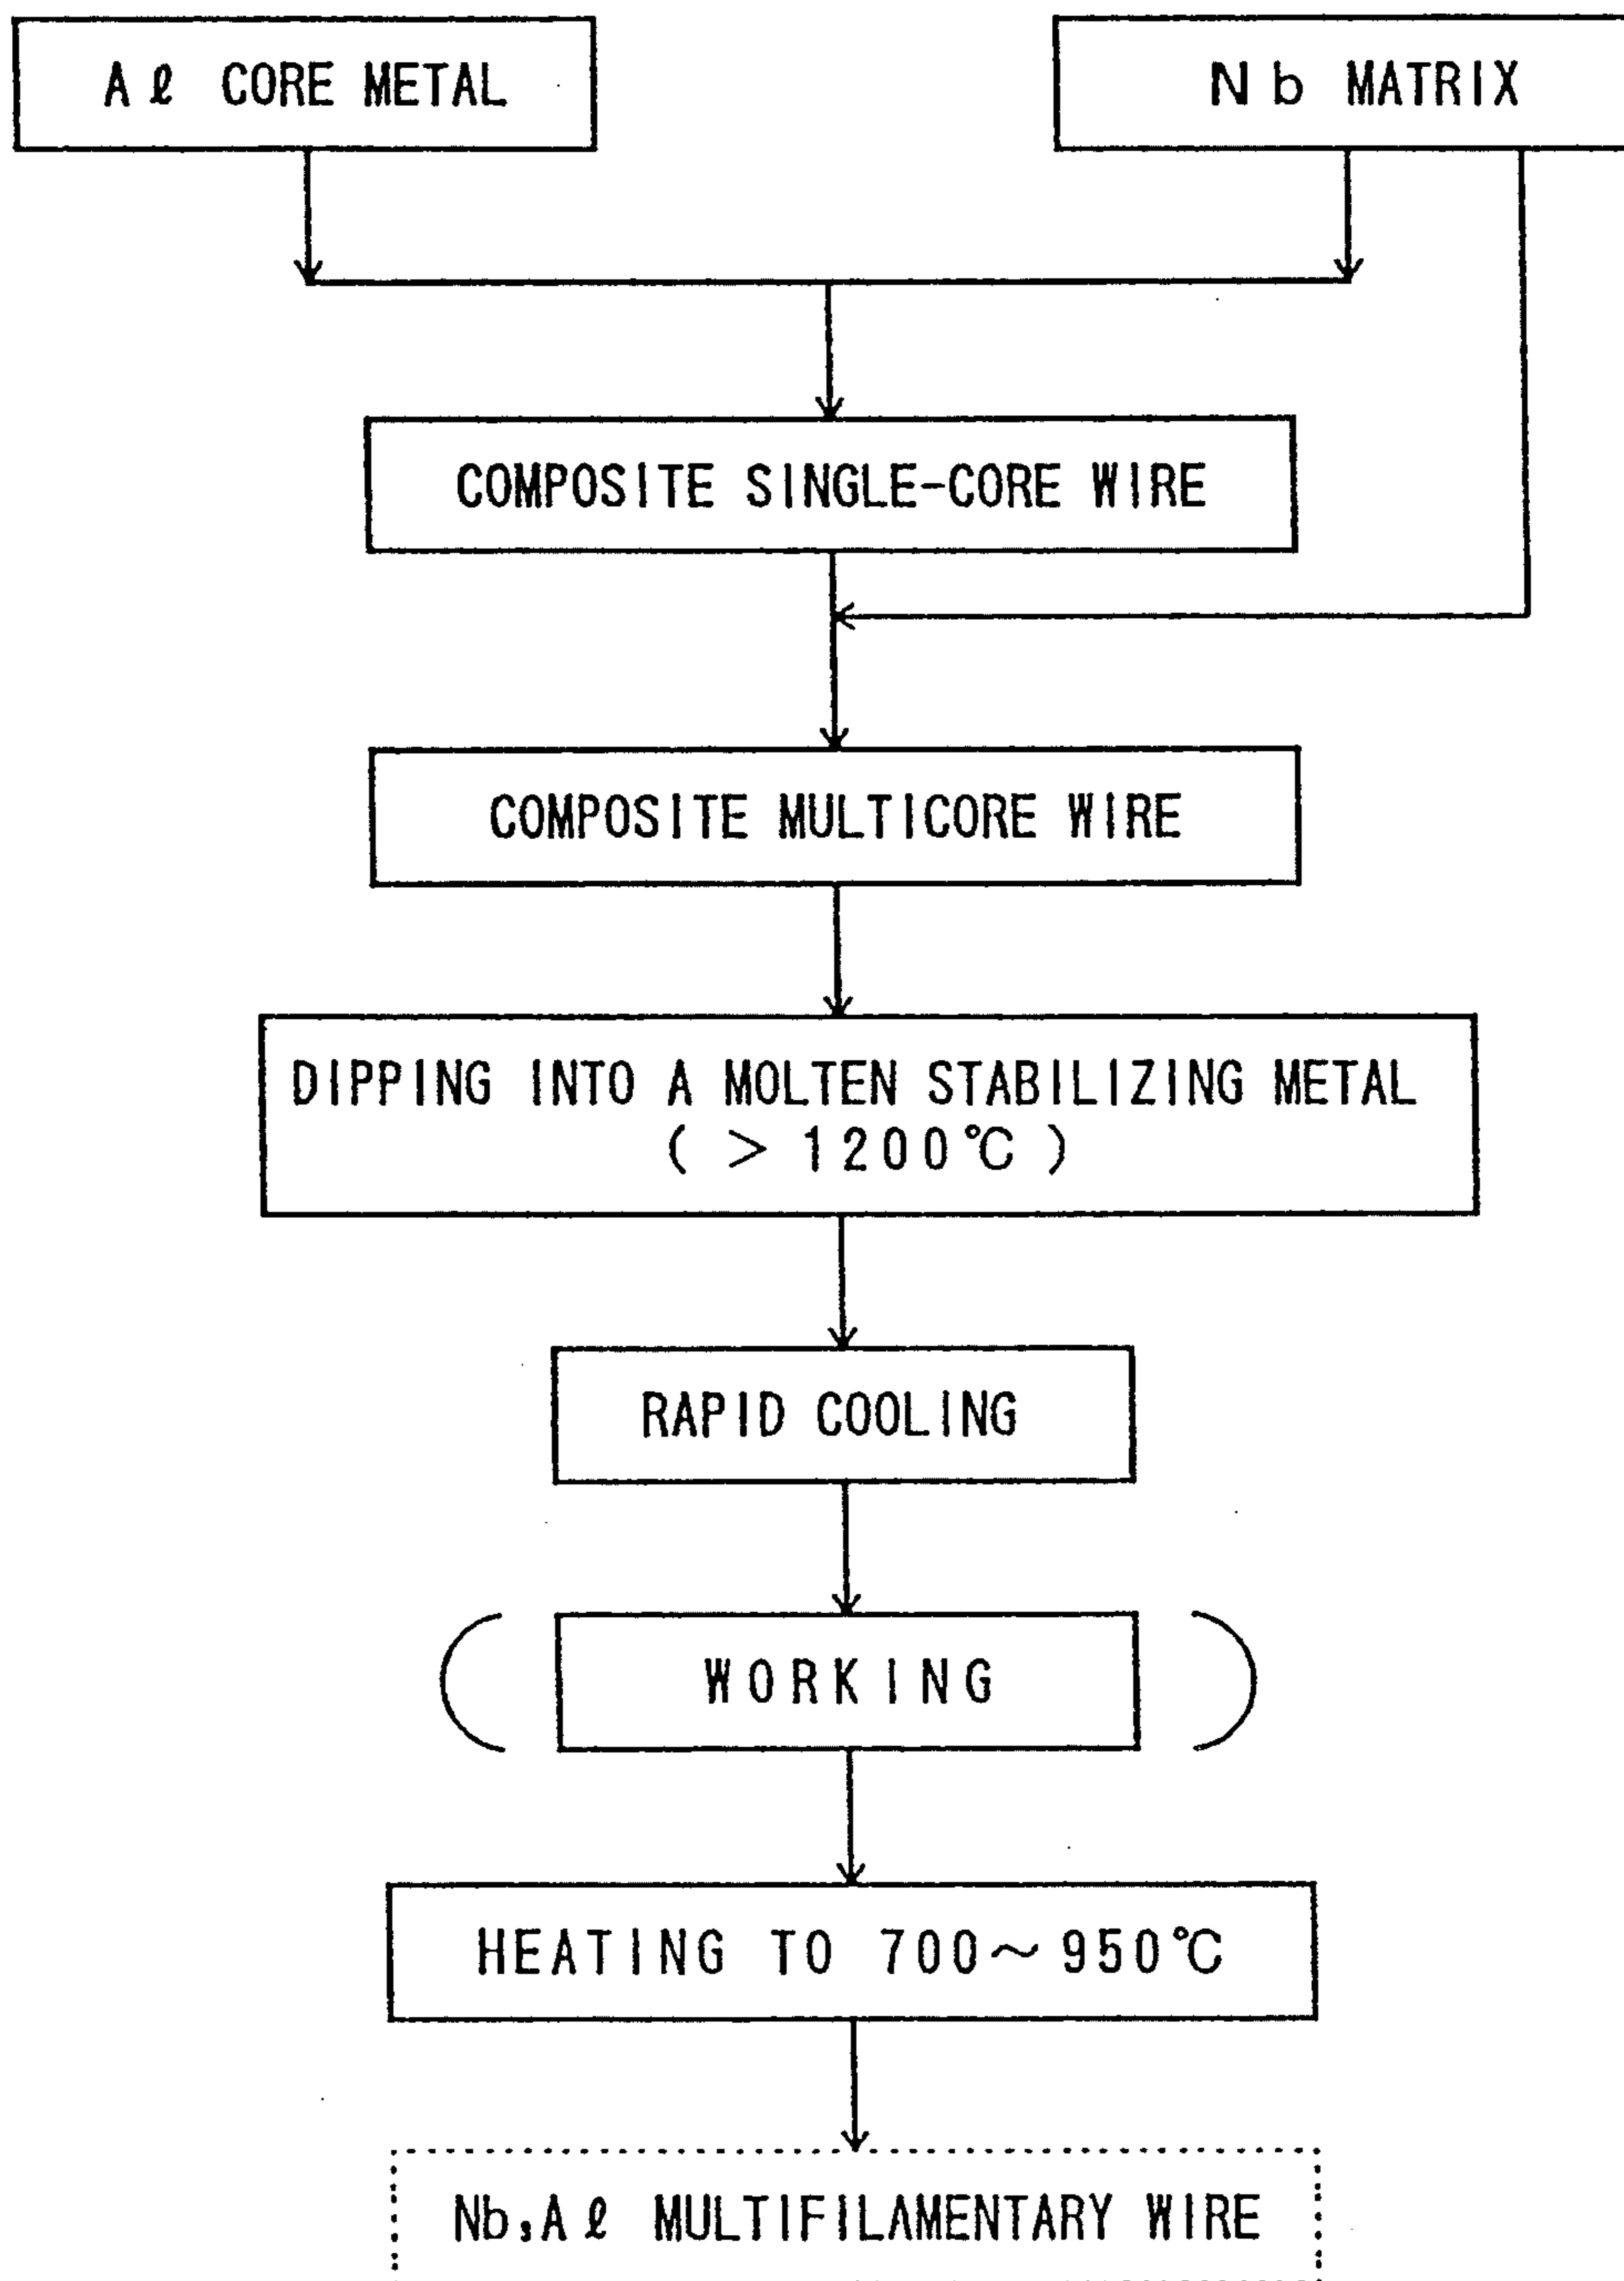 Aℓ CORE METAL
Nb MATRIX
COMPOSITE SINGLE-CORE WIRE
COMPOSITE MULTICORE WIRE
DIPPING INTO A MOLTEN STABILIZING METAL
( > 1200℃ )
RAPID COOLING
( WORKING )
HEATING TO 700～950℃
Nb₃Aℓ MULTIFILAMENTARY WIRE